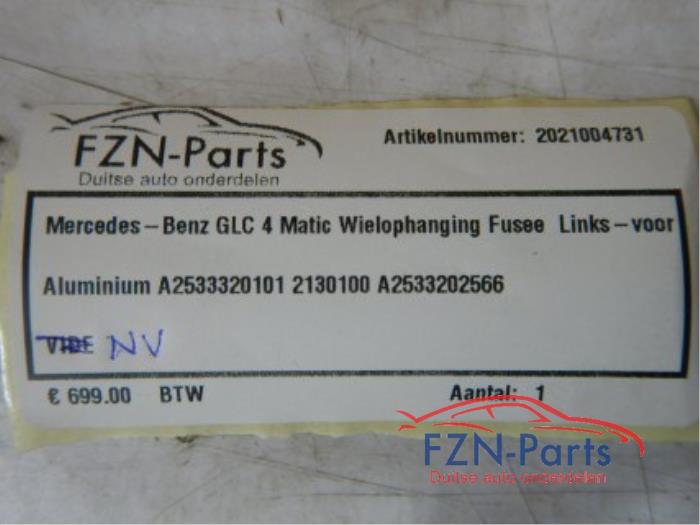 FZN-Parts
Duitse auto onderdelen
Artikelnummer: 2021004731
Mercedes-Benz GLC 4 Matic Wielophanging Fusee Links-voor
Aluminium A2533320101 2130100 A2533202566
NV
€ 699.00 BTW Aantal: 1
FZN-Parts
Duitse auto onderdelen